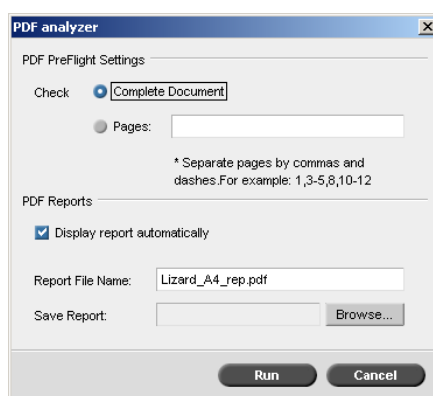 PDF analyzer
PDF PreFlight Settings
Check Complete Document
Pages:
* Separate pages by commas and
dashes.For example: 1,3-5,8,10-12
PDF Reports
Display report automatically
Report File Name: Lizard_A4_rep.pdf
Save Report: Browse...
Run Cancel